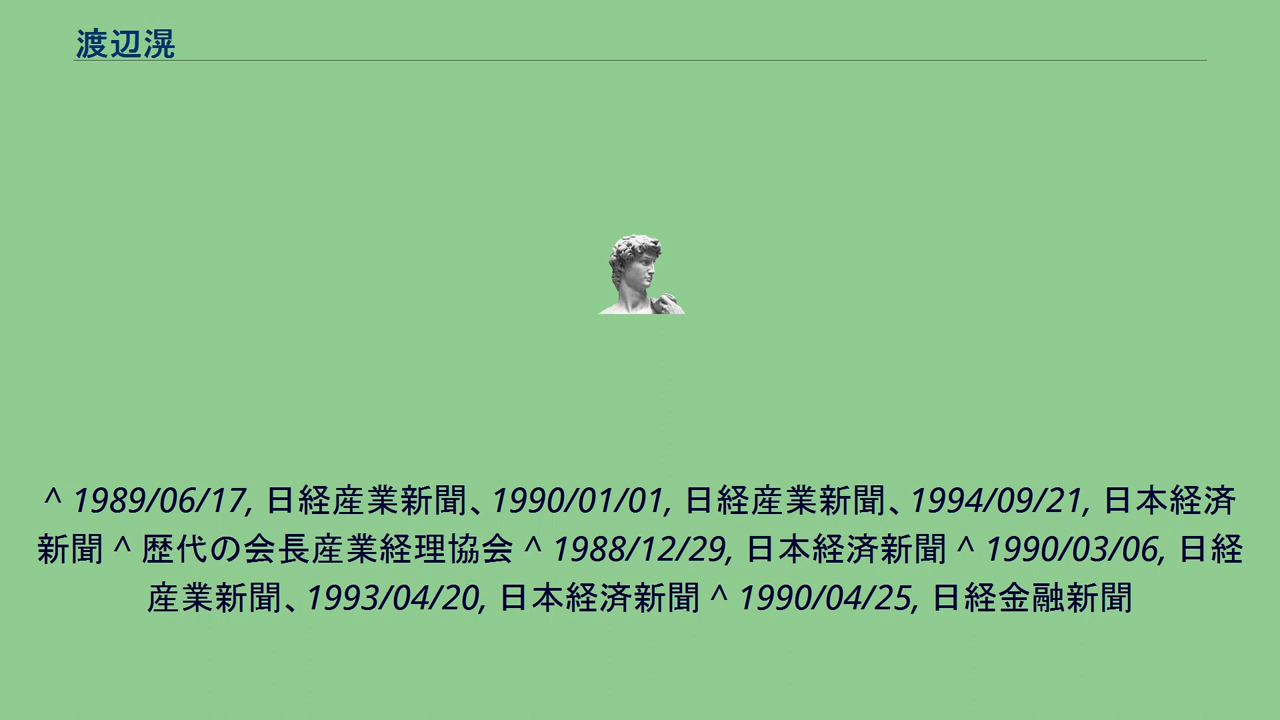 渡辺滉
^ 1989/06/17, 日経産業新聞、1990/01/01, 日経産業新聞、1994/09/21, 日本経済
新聞 ^ 歴代の会長産業経理協会 ^ 1988/12/29, 日本経済新聞 ^ 1990/03/06, 日経
産業新聞、1993/04/20, 日本経済新聞 ^ 1990/04/25, 日経金融新聞